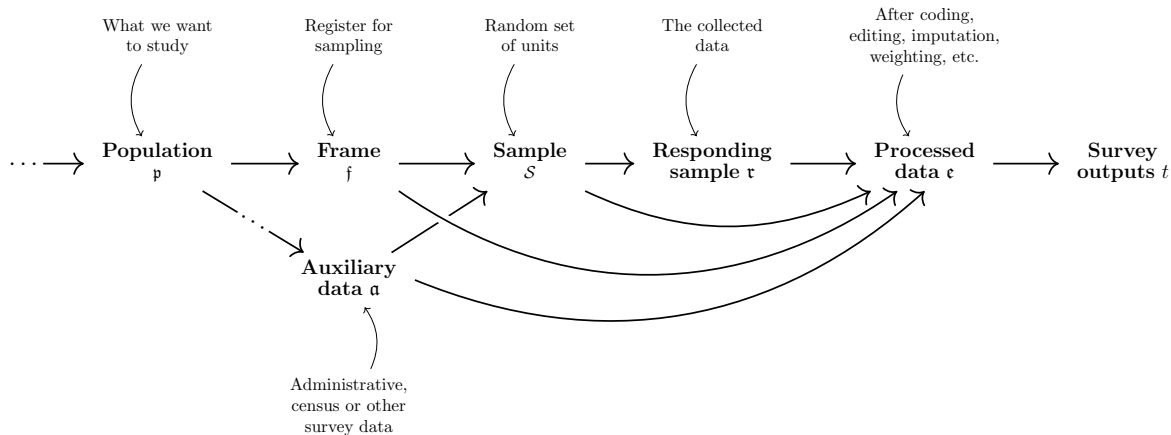 What we want
to study
Register for
sampling
Random set
of units
The collected
data
After coding,
editing, imputation,
weighting, etc.
··· 
Population
𝔭
Frame
𝔣
Sample
𝒮
Responding
sample 𝔯
Processed
data 𝔢
Survey
outputs t
···
Auxiliary
data 𝔞
Administrative,
census or other
survey data